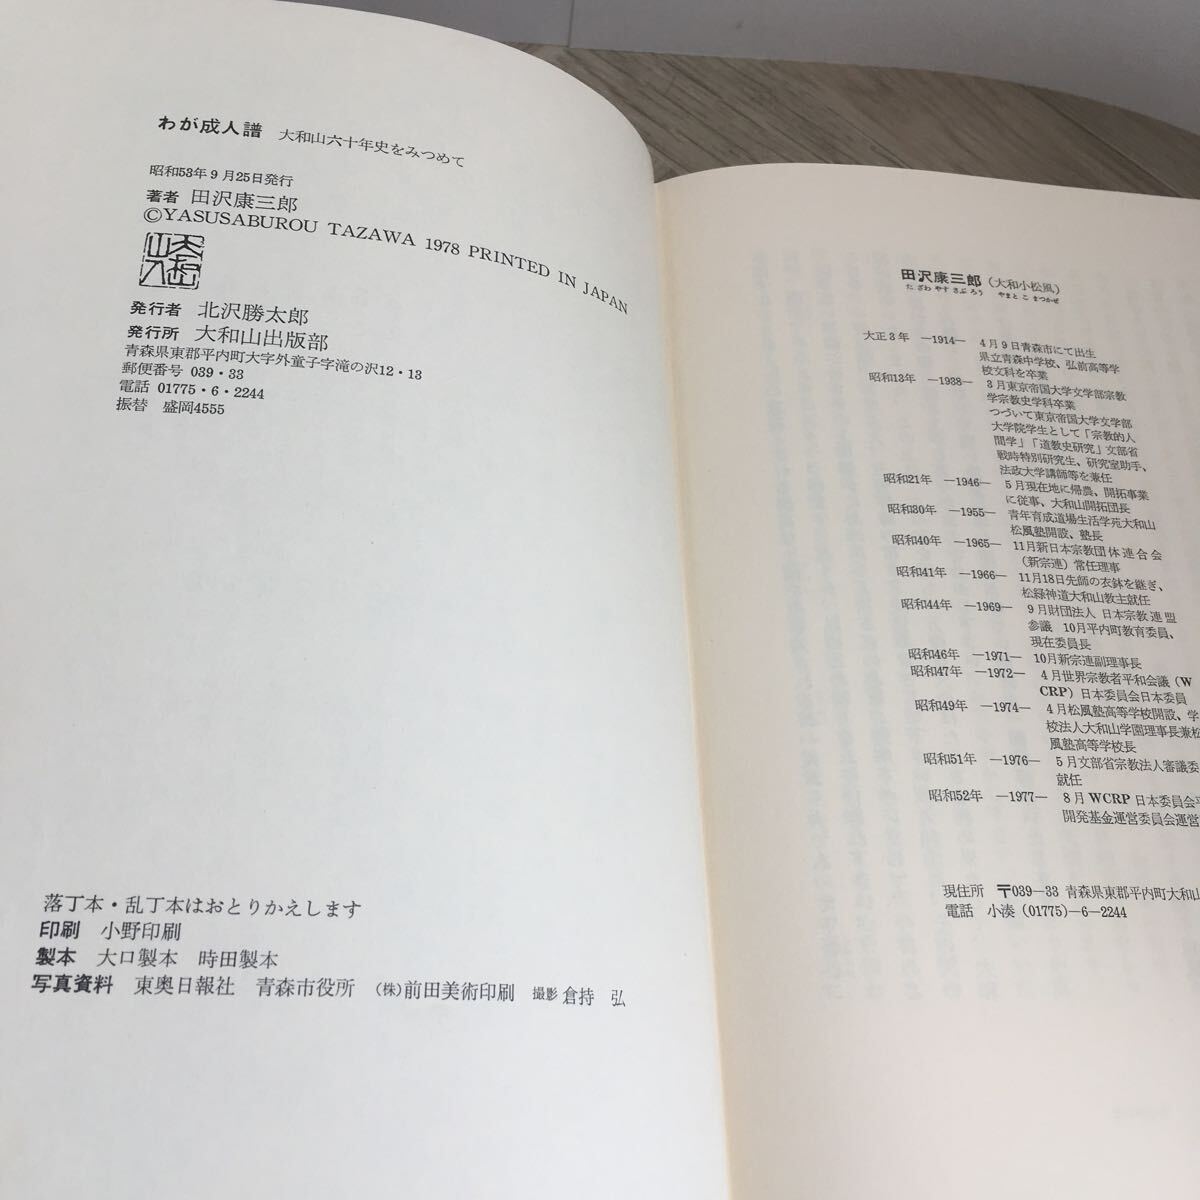 わが成人譜 大和山六十年史をみつめて
昭和53年9月25日発行
著者 田沢康三郎
©YASUSABUROU TAZAWA 1978 PRINTED IN JAPAN
発行者 北沢勝太郎
発行所 大和山出版部
青森県東郡平内町大字外童子字滝の沢12・13
郵便番号 039・33
電話 01775・6・2244
振替 盛岡4555
落丁本・乱丁本はおとりかえします
印刷 小野印刷
製本 大口製本 時田製本
写真資料 東奥日報社 青森市役所 (株)前田美術印刷 撮影 倉持 弘
田沢康三郎(大和小松風)
たざわ やす さぶ ろう やまと こ まつかぜ
大正3年 —1914— 4月9日青森市にて出生
県立青森中学校、弘前高等学
校文科を卒業
昭和13年 —1938— 3月東京帝国大学文学部宗教
学宗教史学科卒業
つづいて東京帝国大学文学部
大学院学生として「宗教的人
間学」「道教史研究」文部省
戦時特別研究生、研究室助手、
法政大学講師等を兼任
昭和21年 —1946— 5月現在地に帰農、開拓事業
に従事、大和山開拓団長
昭和30年 —1955— 青年育成道場生活学苑大和山
松風塾開設、塾長
昭和40年 —1965— 11月新日本宗教団体連合会
(新宗連)常任理事
昭和41年 —1966— 11月18日先師の衣鉢を継ぎ、
松緑神道大和山教主就任
昭和44年 —1969— 9月財団法人 日本宗教連盟
参議 10月平内町教育委員、
現在委員長
昭和46年 —1971— 10月新宗連副理事長
昭和47年 —1972— 4月世界宗教者平和会議(W
CRP)日本委員会日本委員
昭和49年 —1974— 4月松風塾高等学校開設、学
校法人大和山学園理事長兼松
風塾高等学校長
昭和51年 —1976— 5月文部省宗教法人審議委
就任
昭和52年 —1977— 8月WCRP日本委員会平
開発基金運営委員会運営
現住所 〒039—33 青森県東郡平内町大和山
電話 小湊(01775)—6—2244